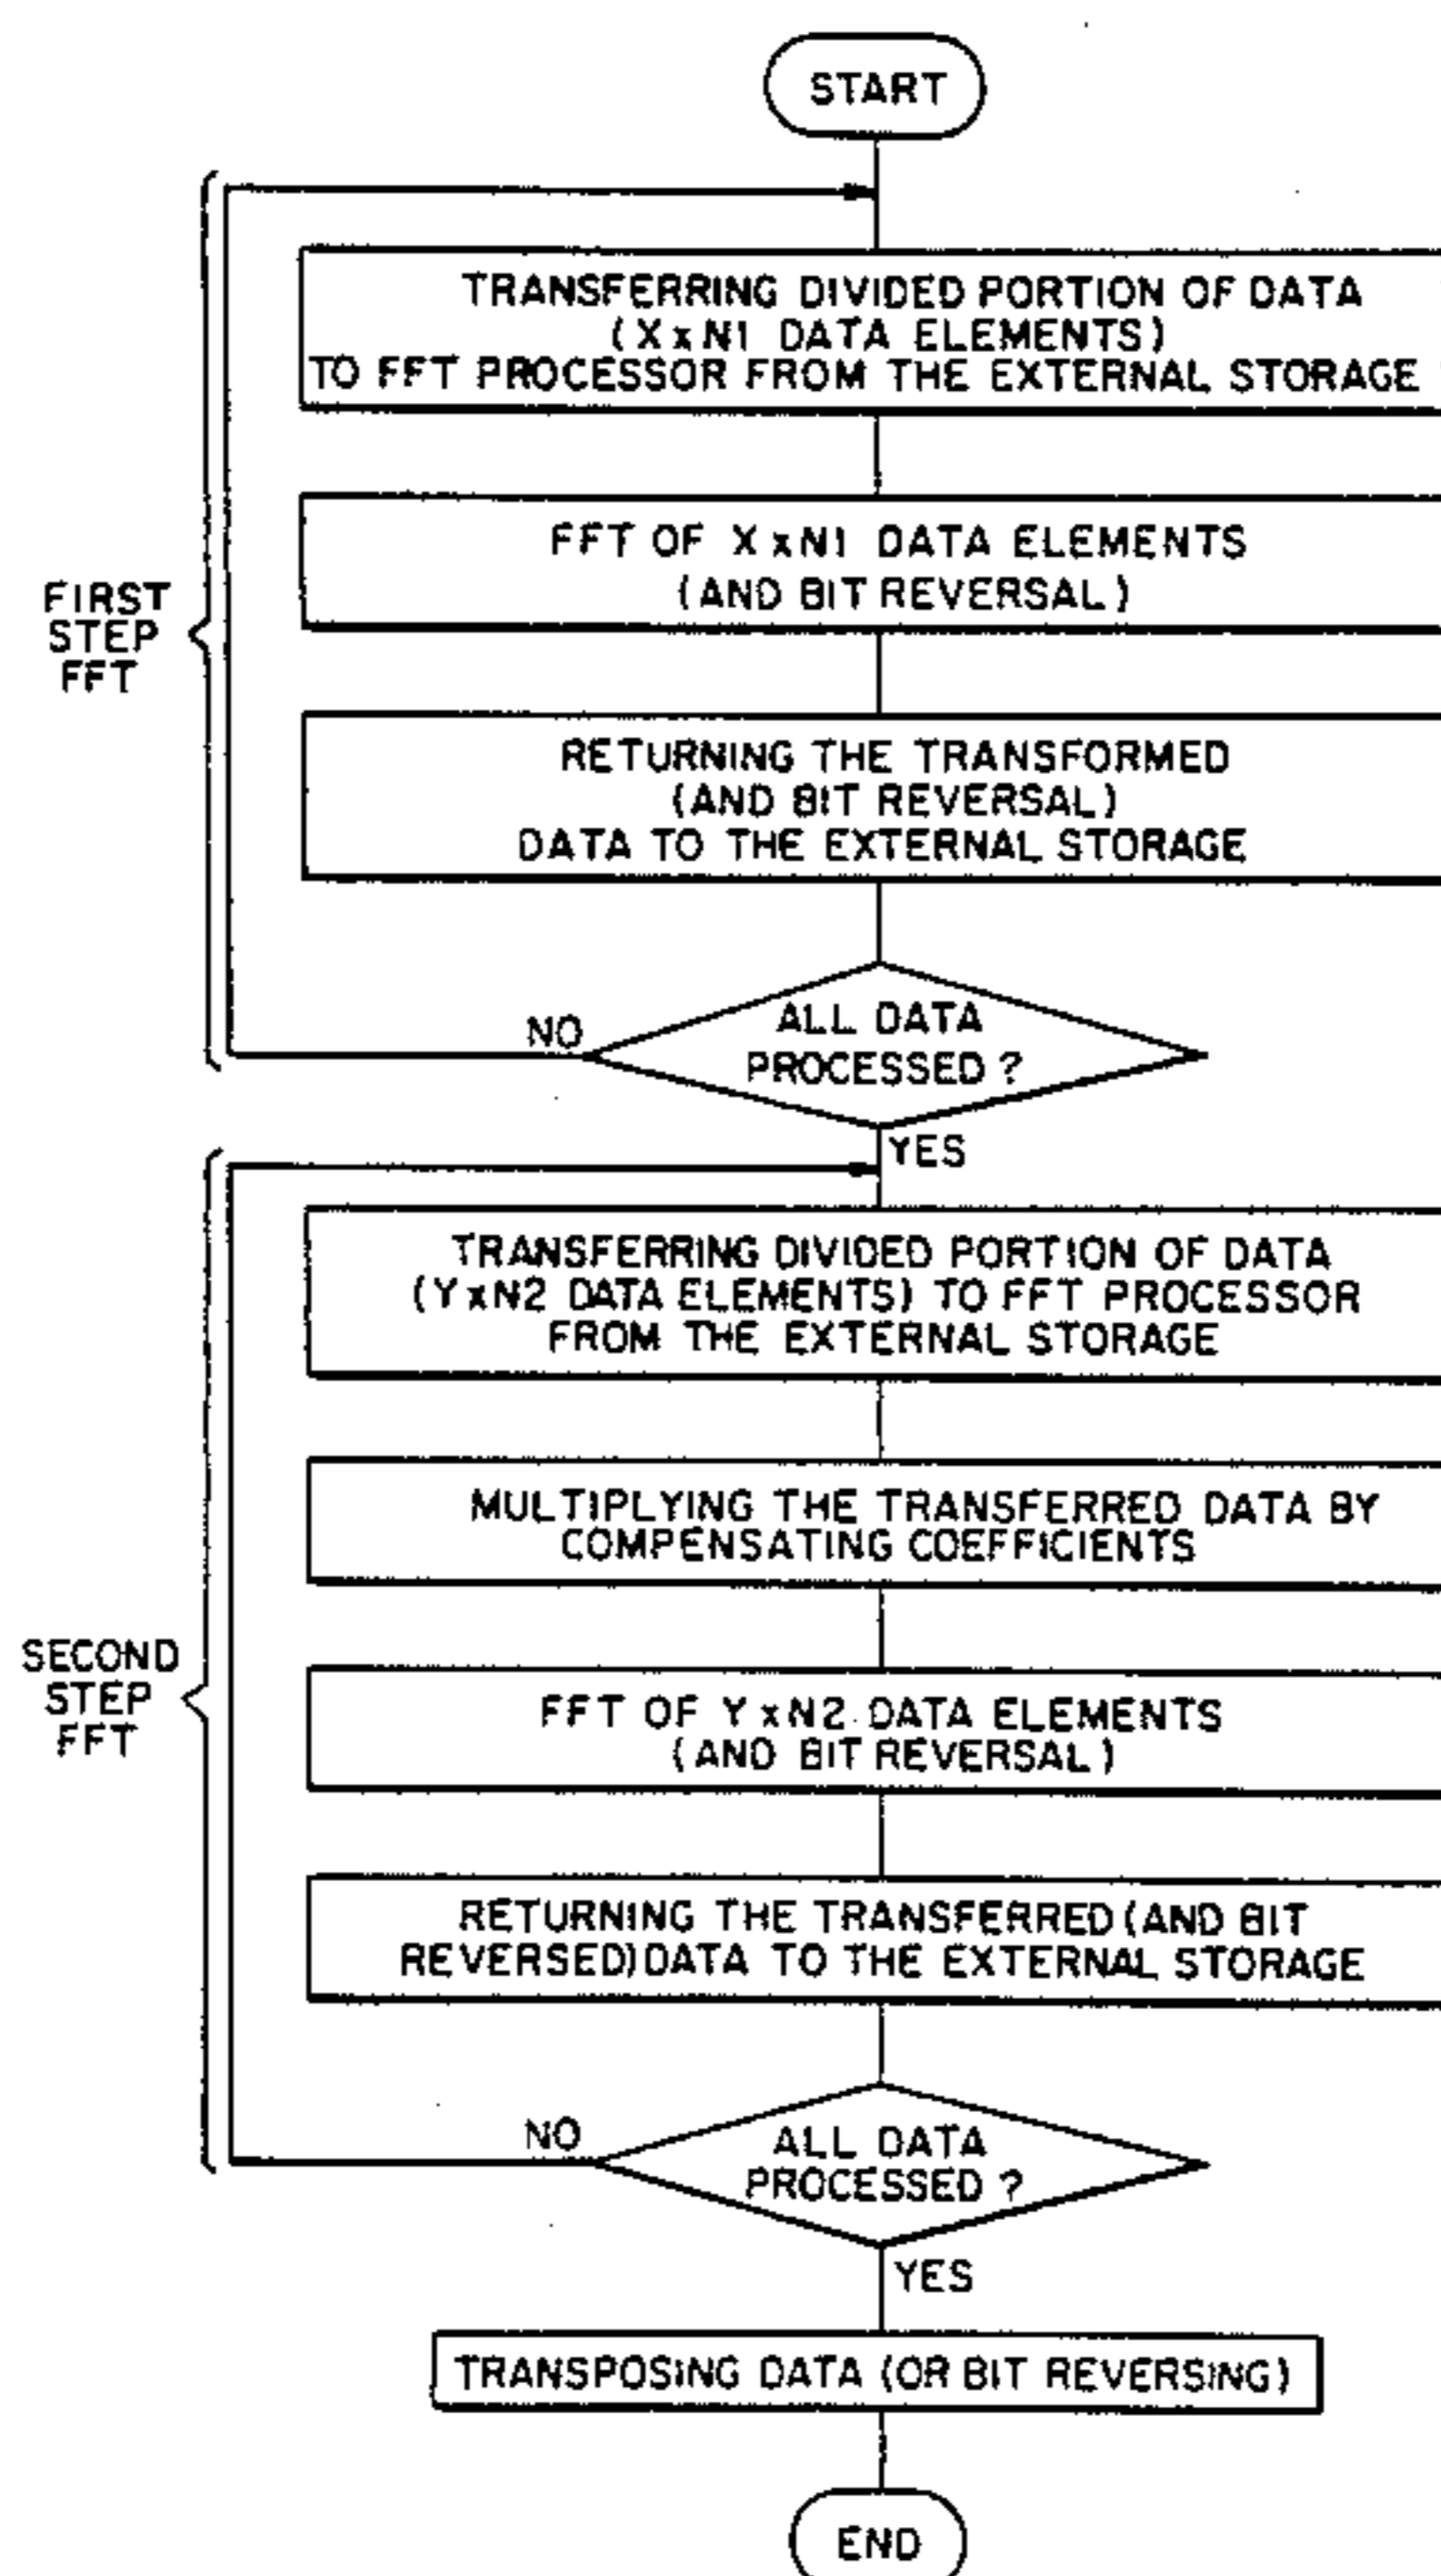 START
TRANSFERRING DIVIDED PORTION OF DATA
(X x N1 DATA ELEMENTS)
TO FFT PROCESSOR FROM THE EXTERNAL STORAGE
FFT OF X x N1 DATA ELEMENTS
(AND BIT REVERSAL)
FIRST
STEP
FFT
RETURNING THE TRANSFORMED
(AND BIT REVERSAL)
DATA TO THE EXTERNAL STORAGE
NO
ALL DATA
PROCESSED ?
YES
TRANSFERRING DIVIDED PORTION OF DATA
(Y x N2 DATA ELEMENTS) TO FFT PROCESSOR
FROM THE EXTERNAL STORAGE
MULTIPLYING THE TRANSFERRED DATA BY
COMPENSATING COEFFICIENTS
SECOND
STEP
FFT
FFT OF Y x N2 DATA ELEMENTS
(AND BIT REVERSAL)
RETURNING THE TRANSFERRED (AND BIT
REVERSED) DATA TO THE EXTERNAL STORAGE
NO
ALL DATA
PROCESSED ?
YES
TRANSPOSING DATA (OR BIT REVERSING)
END